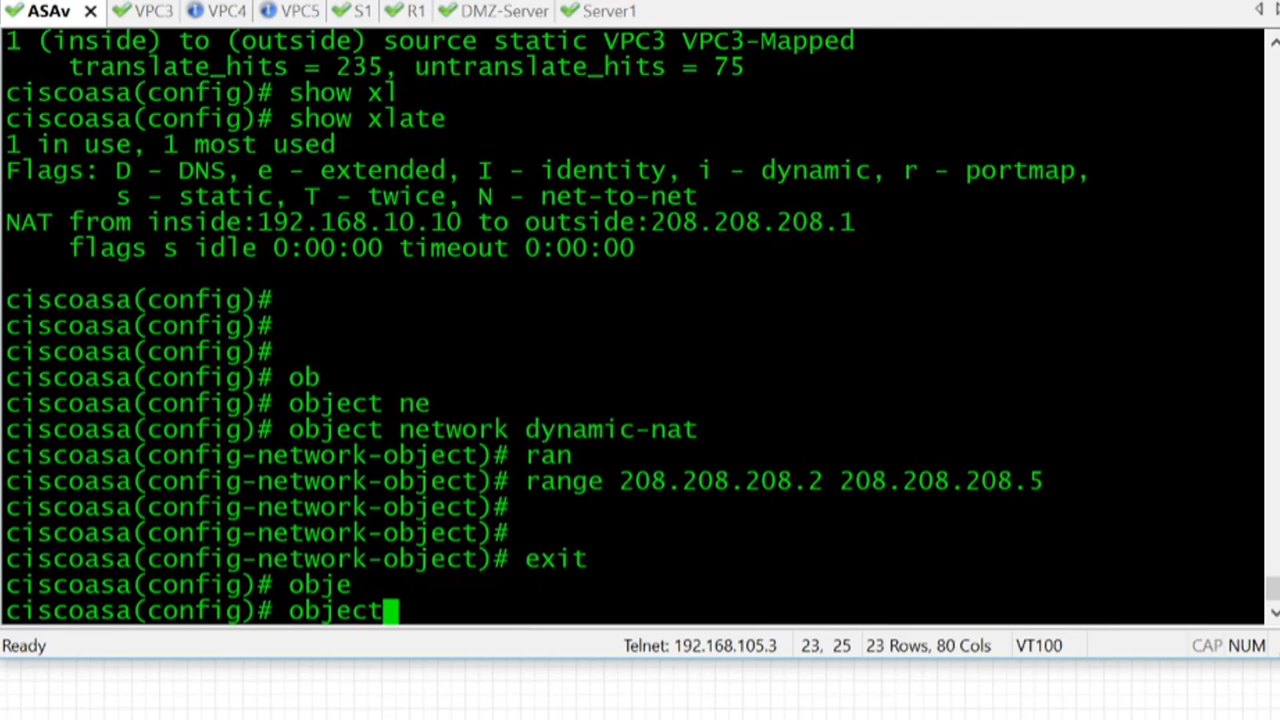 ASAv X VPC3 VPC4 VPC5 S1 R1 DMZ-Server Server1
1 (inside) to (outside) source static VPC3 VPC3-Mapped
translate_hits = 235, untranslate_hits = 75
ciscoasa(config)# show xl
ciscoasa(config)# show xlate
1 in use, 1 most used
Flags: D - DNS, e - extended, I - identity, i - dynamic, r - portmap,
s - static, T - twice, N - net-to-net
NAT from inside:192.168.10.10 to outside:208.208.208.1
flags s idle 0:00:00 timeout 0:00:00
ciscoasa(config)#
ciscoasa(config)#
ciscoasa(config)#
ciscoasa(config)# ob
ciscoasa(config)# object ne
ciscoasa(config)# object network dynamic-nat
ciscoasa(config-network-object)# ran
ciscoasa(config-network-object)# range 208.208.208.2 208.208.208.5
ciscoasa(config-network-object)#
ciscoasa(config-network-object)#
ciscoasa(config-network-object)# exit
ciscoasa(config)# obje
ciscoasa(config)# object
Ready Telnet: 192.168.105.3 23, 25 23 Rows, 80 Cols VT100 CAP NUM